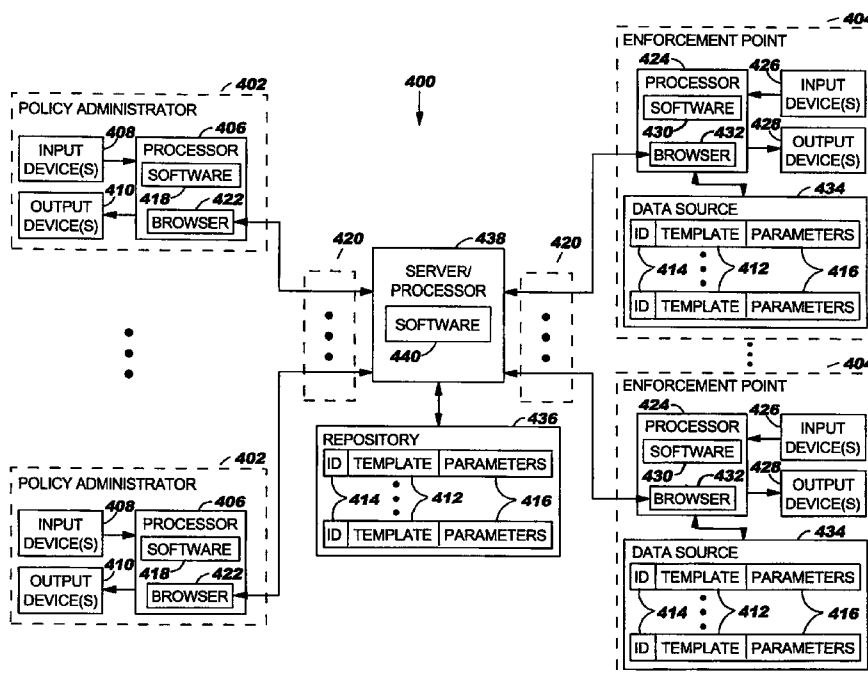 400
402
POLICY ADMINISTRATOR
408
406
INPUT
DEVICE(S)
PROCESSOR
SOFTWARE
410
418
422
OUTPUT
DEVICE(S)
BROWSER
402
POLICY ADMINISTRATOR
408
406
INPUT
DEVICE(S)
PROCESSOR
SOFTWARE
410
418
422
OUTPUT
DEVICE(S)
BROWSER
420
438
420
SERVER/
PROCESSOR
SOFTWARE
440
436
REPOSITORY
ID TEMPLATE PARAMETERS
414 412 416
ID TEMPLATE PARAMETERS
404
ENFORCEMENT POINT
424
426
PROCESSOR
INPUT
DEVICE(S)
SOFTWARE
430
432
428
BROWSER
OUTPUT
DEVICE(S)
434
DATA SOURCE
ID TEMPLATE PARAMETERS
414 412 416
ID TEMPLATE PARAMETERS
404
ENFORCEMENT POINT
424
426
PROCESSOR
INPUT
DEVICE(S)
SOFTWARE
430
432
428
BROWSER
OUTPUT
DEVICE(S)
434
DATA SOURCE
ID TEMPLATE PARAMETERS
414 412 416
ID TEMPLATE PARAMETERS